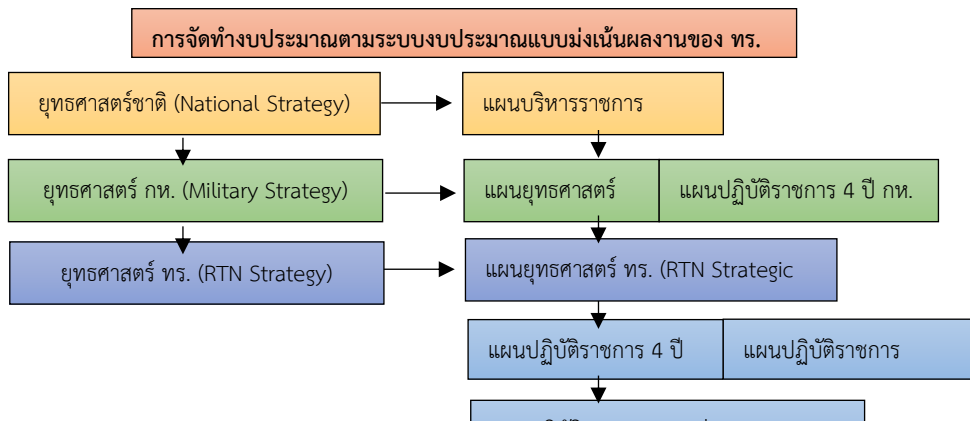 การจัดทำงบประมาณตามระบบงบประมาณแบบม่งเน้นผลงานของ ทร.
ยุทธศาสตร์ชาติ (National Strategy)
แผนบริหารราชการ
ยุทธศาสตร์ กห. (Military Strategy)
แผนยุทธศาสตร์
แผนปฏิบัติราชการ 4 ปี กห.
ยุทธศาสตร์ ทร. (RTN Strategy)
แผนยุทธศาสตร์ ทร. (RTN Strategic
แผนปฏิบัติราชการ 4 ปี
แผนปฏิบัติราชการ